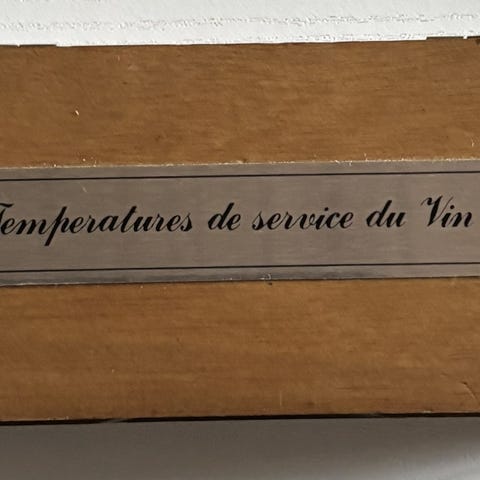 Temperatures de service du Vin